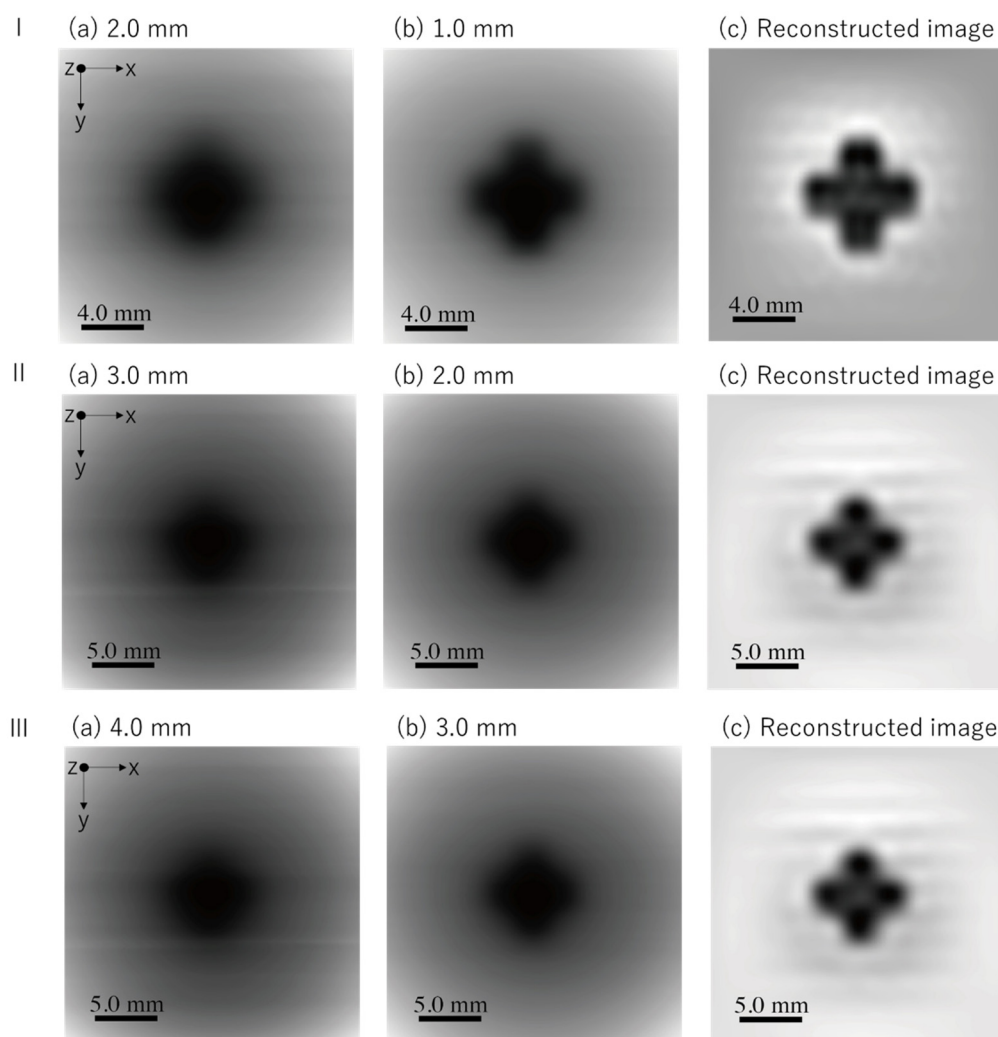 I (a) 2.0 mm (b) 1.0 mm (c) Reconstructed image
z x
y
4.0 mm 4.0 mm 4.0 mm
II (a) 3.0 mm (b) 2.0 mm (c) Reconstructed image
z x
y
5.0 mm 5.0 mm 5.0 mm
III (a) 4.0 mm (b) 3.0 mm (c) Reconstructed image
z x
y
5.0 mm 5.0 mm 5.0 mm